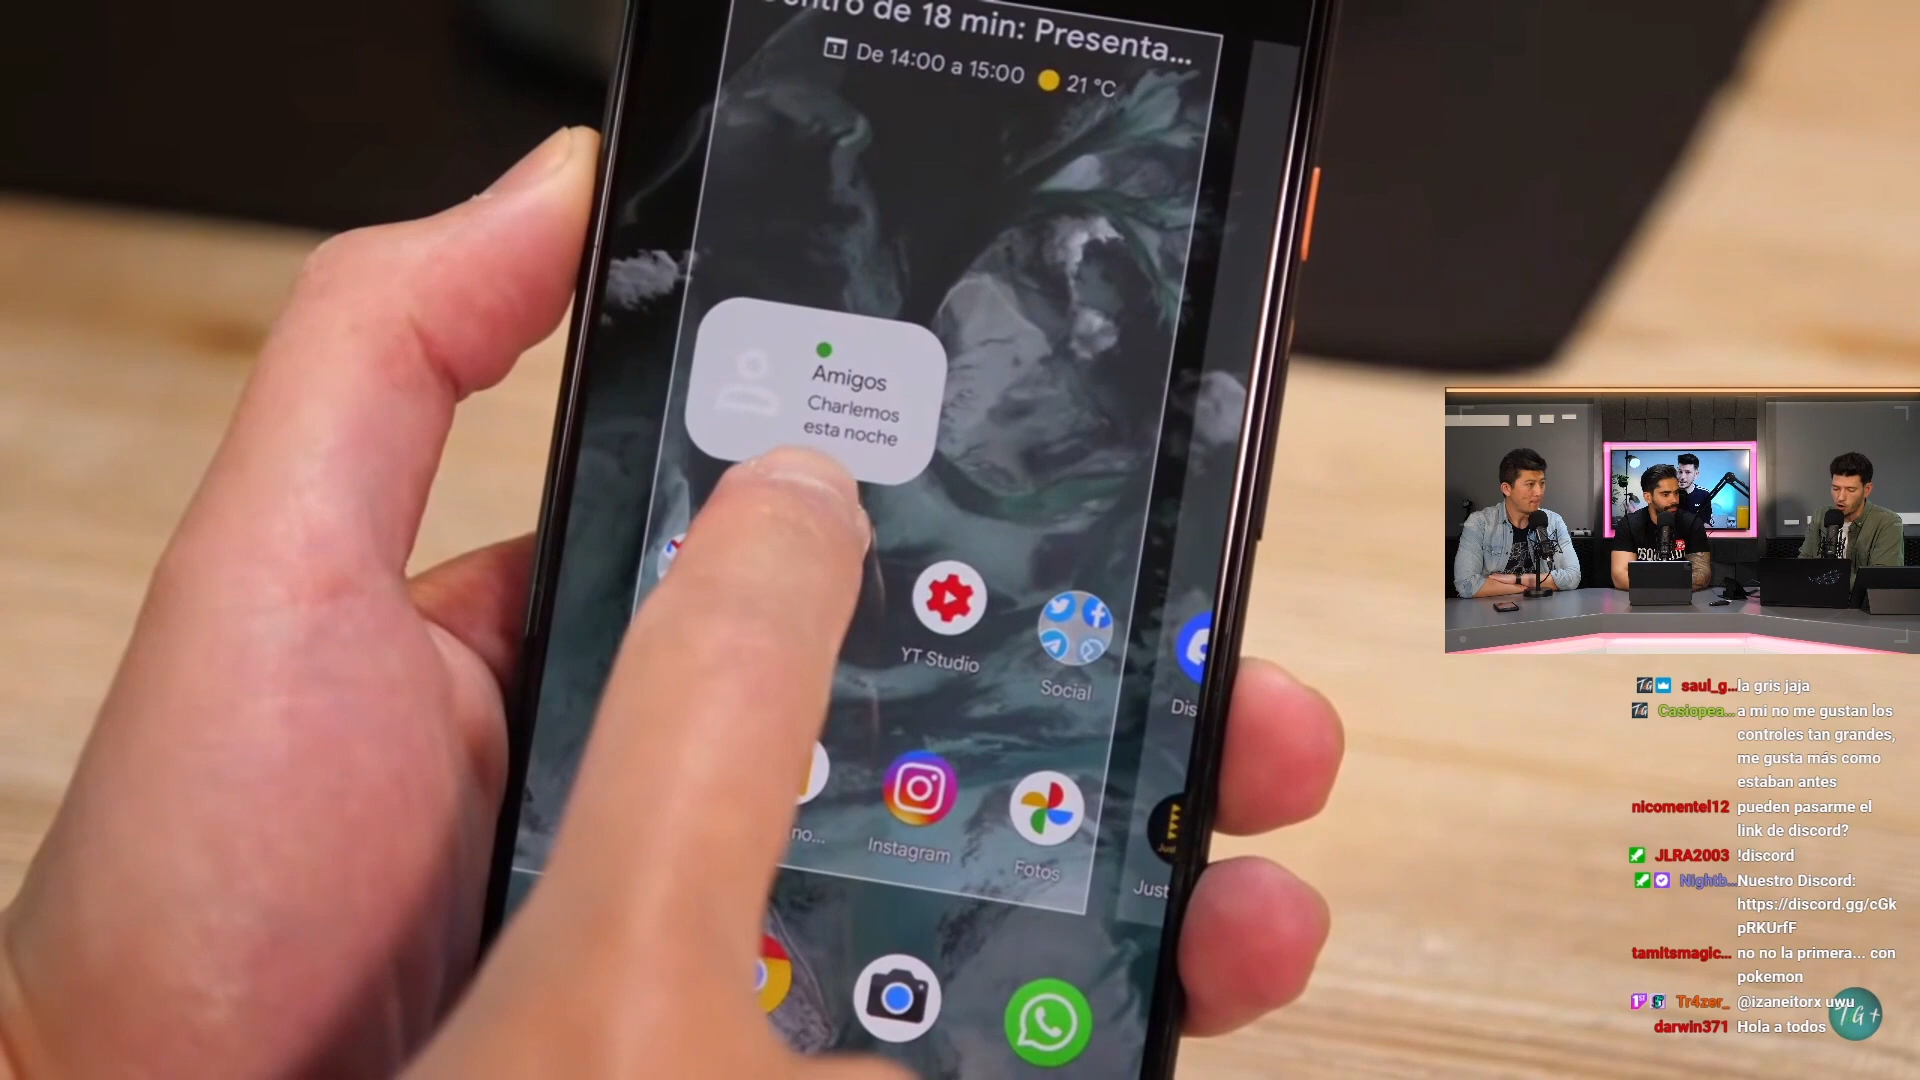 de 18 min: Presenta...
De 14:00 a 15:00 21 °C
Amigos
Charlemos
esta noche
YT Studio
Social
Dis
no...
Instagram
Fotos
Just
saul_g... la gris jaja
Casiopea... a mi no me gustan los
controles tan grandes,
me gusta más como
estaban antes
nicomentel12 pueden pasarme el
link de discord?
JLRA2003 !discord
Nightb... Nuestro Discord:
https://discord.gg/cGk
pRKUrfF
tamitsmagic... no no la primera... con
pokemon
Tr4zer_ @izaneitorx uwu
darwin371 Hola a todos
TG+